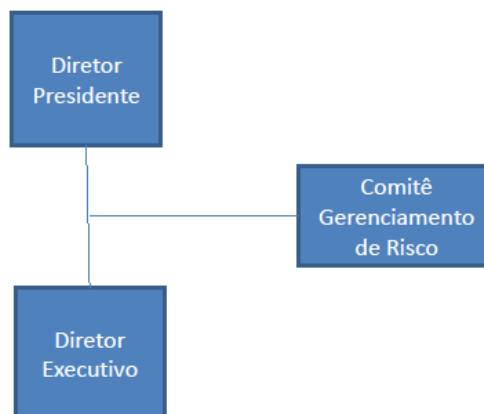 Diretor
Presidente
Comitê
Gerenciamento
de Risco
Diretor
Executivo